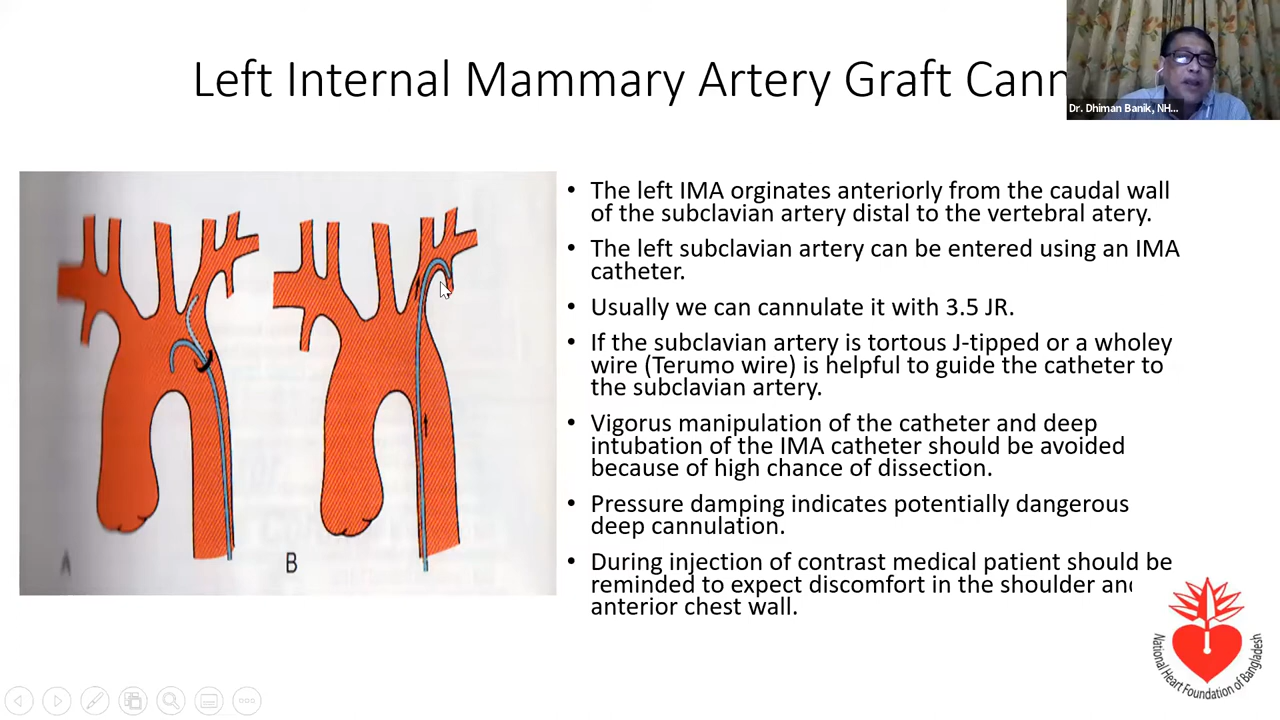 Left Internal Mammary Artery Graft Cann
Dr. Dhiman Banik, NH...
• The left IMA orginates anteriorly from the caudal wall
of the subclavian artery distal to the vertebral atery.
• The left subclavian artery can be entered using an IMA
catheter.
• Usually we can cannulate it with 3.5 JR.
• If the subclavian artery is tortous J-tipped or a wholey
wire (Terumo wire) is helpful to guide the catheter to
the subclavian artery.
• Vigorus manipulation of the catheter and deep
intubation of the IMA catheter should be avoided
because of high chance of dissection.
• Pressure damping indicates potentially dangerous
deep cannulation.
• During injection of contrast medical patient should be
reminded to expect discomfort in the shoulder and
anterior chest wall.
A
B
National Heart Foundation of Bangladesh